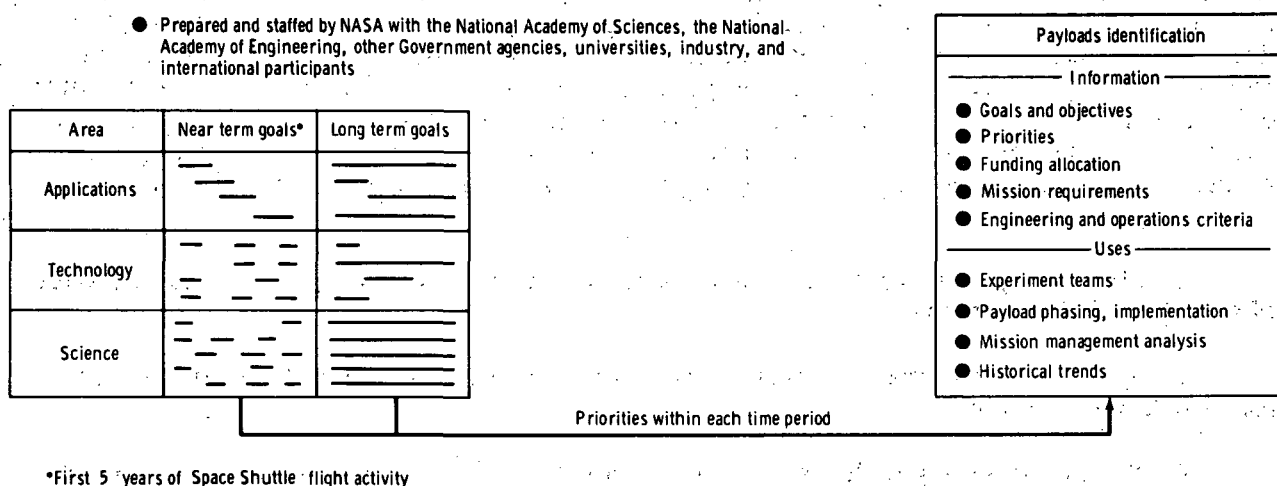 ● Prepared and staffed by NASA with the National Academy of Sciences, the National
Academy of Engineering, other Government agencies, universities, industry, and
international participants
Area
Near term goals*
Long term goals
Applications
Technology
Science
Payloads identification
Information
● Goals and objectives
● Priorities
● Funding allocation
● Mission requirements
● Engineering and operations criteria
Uses
● Experiment teams
● Payload phasing, implementation
● Mission management analysis
● Historical trends
Priorities within each time period
*First 5 years of Space Shuttle flight activity